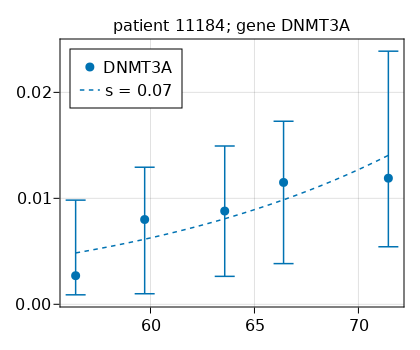 patient 11184; gene DNMT3A
DNMT3A
s = 0.07
0.02
0.01
0.00
60
65
70